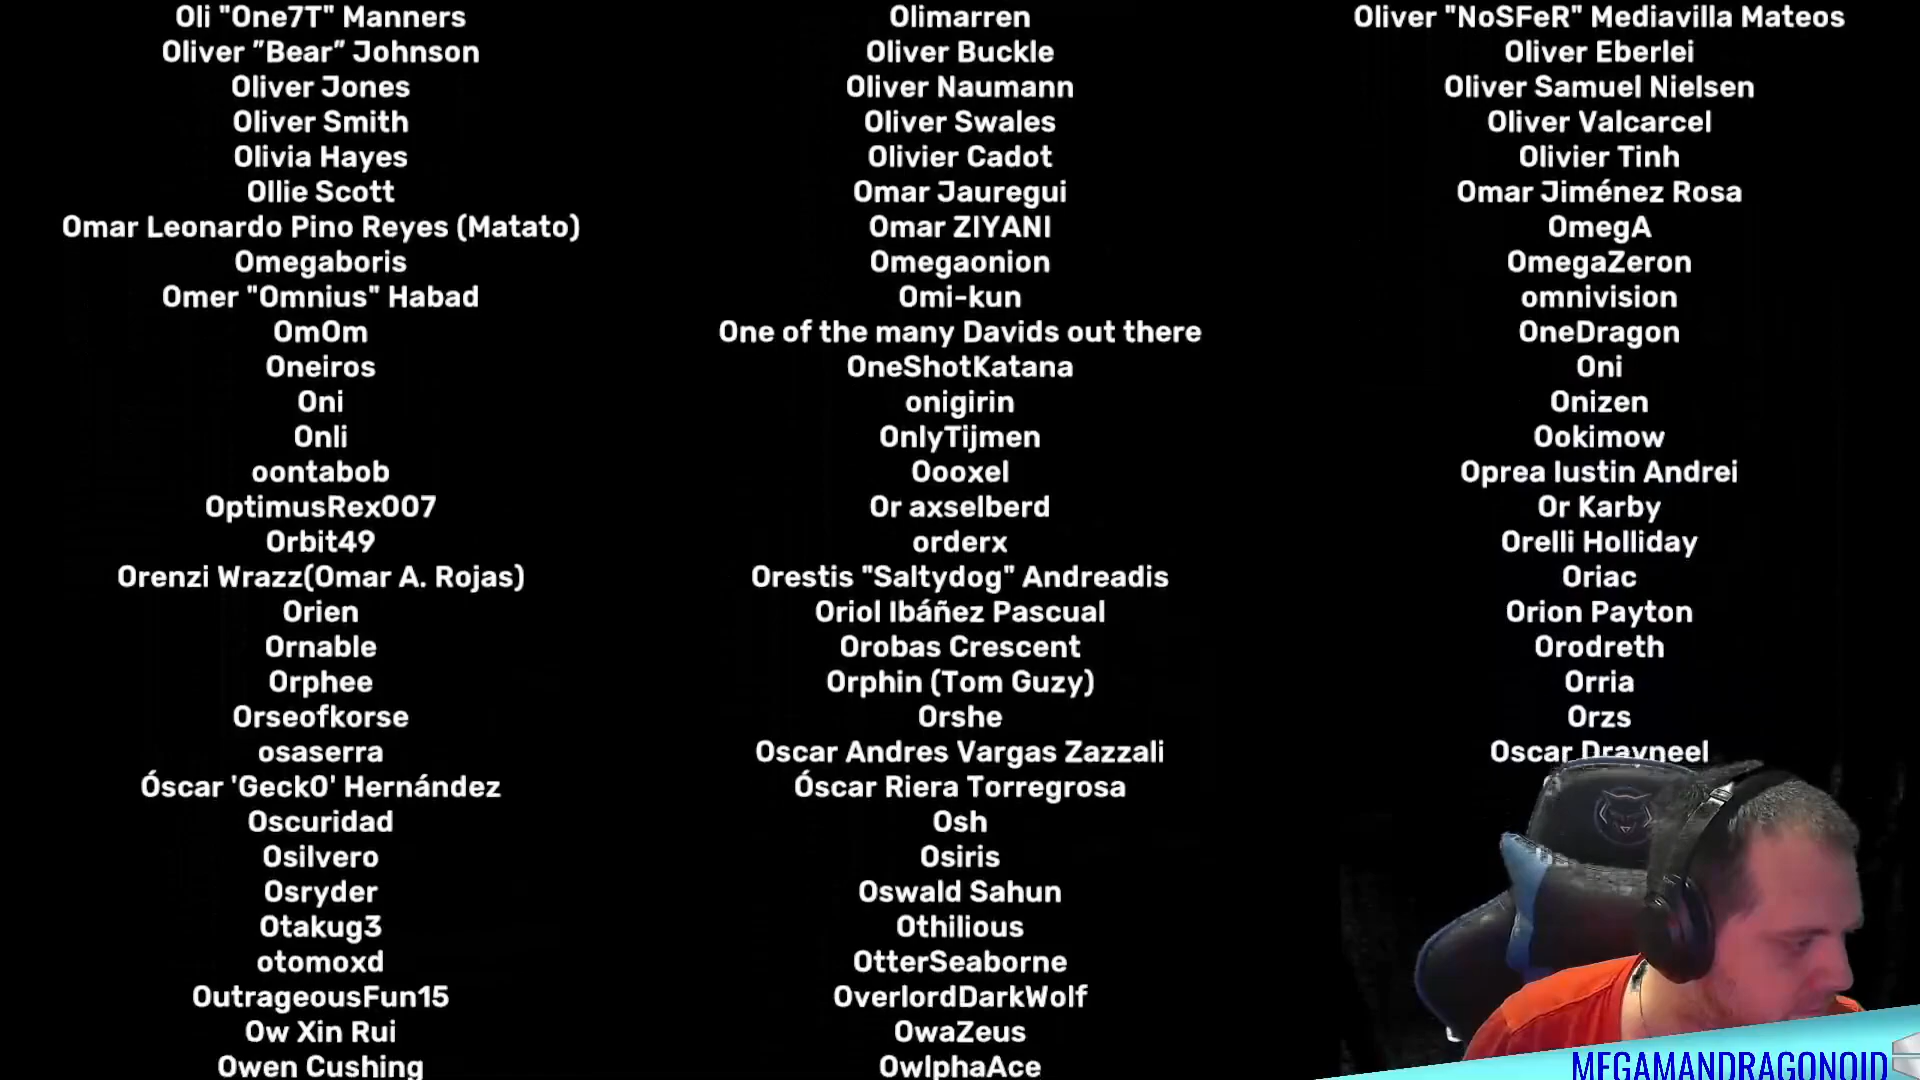 Oli "One7T" Manners
Olimarren
Oliver "NoSFeR" Mediavilla Mateos
Oliver ”Bear” Johnson
Oliver Buckle
Oliver Eberlei
Oliver Jones
Oliver Naumann
Oliver Samuel Nielsen
Oliver Smith
Oliver Swales
Oliver Valcarcel
Olivia Hayes
Olivier Cadot
Olivier Tinh
Ollie Scott
Omar Jauregui
Omar Jiménez Rosa
Omar Leonardo Pino Reyes (Matato)
Omar ZIYANI
OmegA
Omegaboris
Omegaonion
OmegaZeron
Omer "Omnius" Habad
Omi-kun
omnivision
OmOm
One of the many Davids out there
OneDragon
Oneiros
OneShotKatana
Oni
Oni
onigirin
Onizen
Onli
OnlyTijmen
Ookimow
oontabob
Oooxel
Oprea Iustin Andrei
OptimusRex007
Or axselberd
Or Karby
Orbit49
orderx
Orelli Holliday
Orenzi Wrazz(Omar A. Rojas)
Orestis "Saltydog" Andreadis
Oriac
Orien
Oriol Ibáñez Pascual
Orion Payton
Ornable
Orobas Crescent
Orodreth
Orphee
Orphin (Tom Guzy)
Orria
Orseofkorse
Orshe
Orzs
osaserra
Oscar Andres Vargas Zazzali
Oscar Drayneel
Óscar 'Geck0' Hernández
Óscar Riera Torregrosa
Oscuridad
Osh
Osilvero
Osiris
Osryder
Oswald Sahun
Otakug3
Othilious
otomoxd
OtterSeaborne
OutrageousFun15
OverlordDarkWolf
Ow Xin Rui
OwaZeus
Owen Cushing
OwlphaAce
MEGAMANDRAGONOID